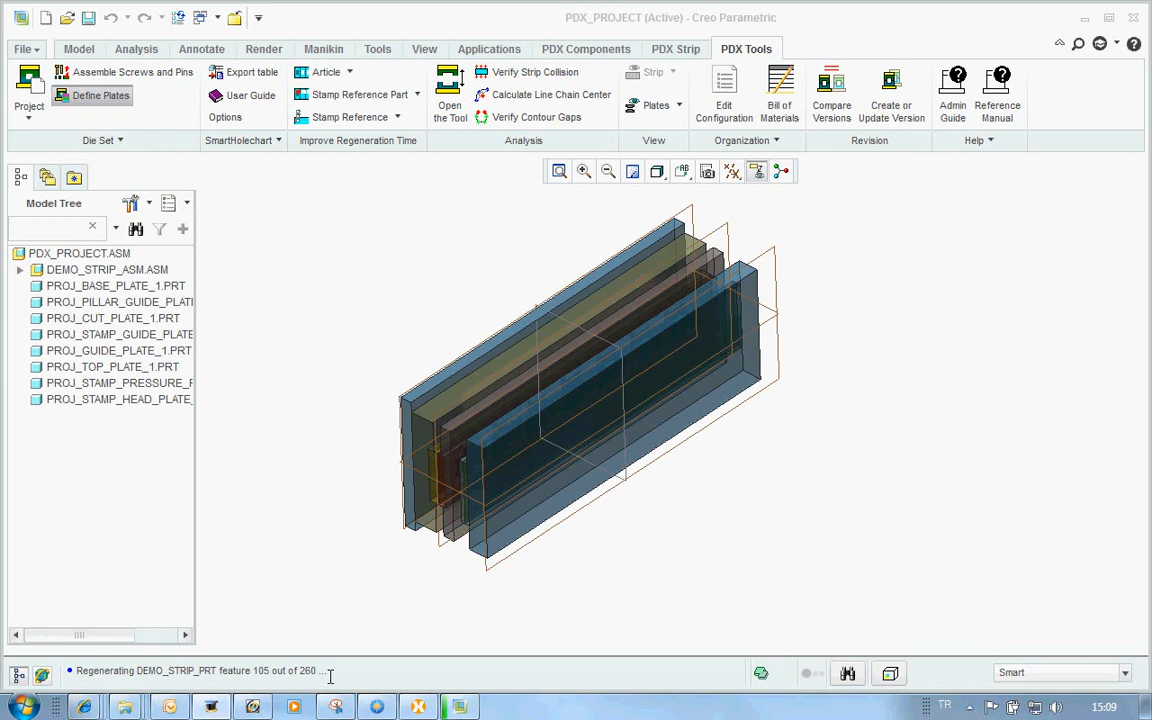 PDX_PROJECT (Active) - Creo Parametric
File Model Analysis Annotate Render Manikin Tools View Applications PDX Components PDX Strip PDX Tools
Project
Assemble Screws and Pins
Define Plates
Die Set
Export table
User Guide
Options
SmartHolechart
Article
Stamp Reference Part
Stamp Reference
Improve Regeneration Time
Open the Tool
Verify Strip Collision
Calculate Line Chain Center
Verify Contour Gaps
Analysis
Strip
Plates
View
Edit Configuration
Bill of Materials
Organization
Compare Versions
Create or Update Version
Revision
Admin Guide
Reference Manual
Help
Model Tree
PDX_PROJECT.ASM
DEMO_STRIP_ASM.ASM
PROJ_BASE_PLATE_1.PRT
PROJ_PILLAR_GUIDE_PLATI
PROJ_CUT_PLATE_1.PRT
PROJ_STAMP_GUIDE_PLATE
PROJ_GUIDE_PLATE_1.PRT
PROJ_TOP_PLATE_1.PRT
PROJ_STAMP_PRESSURE_F
PROJ_STAMP_HEAD_PLATE_
Regenerating DEMO_STRIP_PRT feature 105 out of 260 ...
Smart
TR
15:09